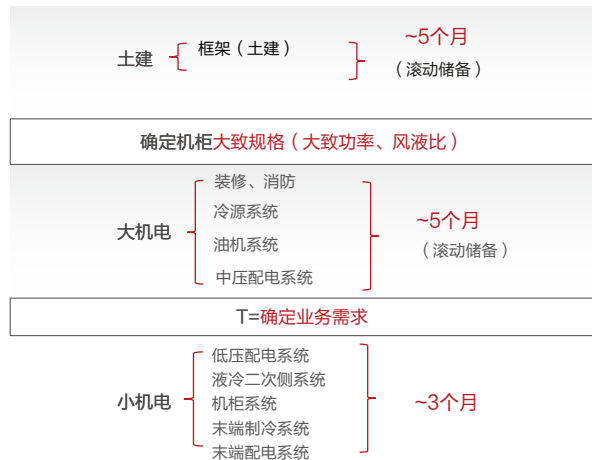 土建
框架（土建）
~5个月
（滚动储备）
确定机柜大致规格（大致功率、风液比）
大机电
装修、消防
冷源系统
油机系统
中压配电系统
~5个月
（滚动储备）
T=确定业务需求
小机电
低压配电系统
液冷二次侧系统
机柜系统
末端制冷系统
末端配电系统
~3个月